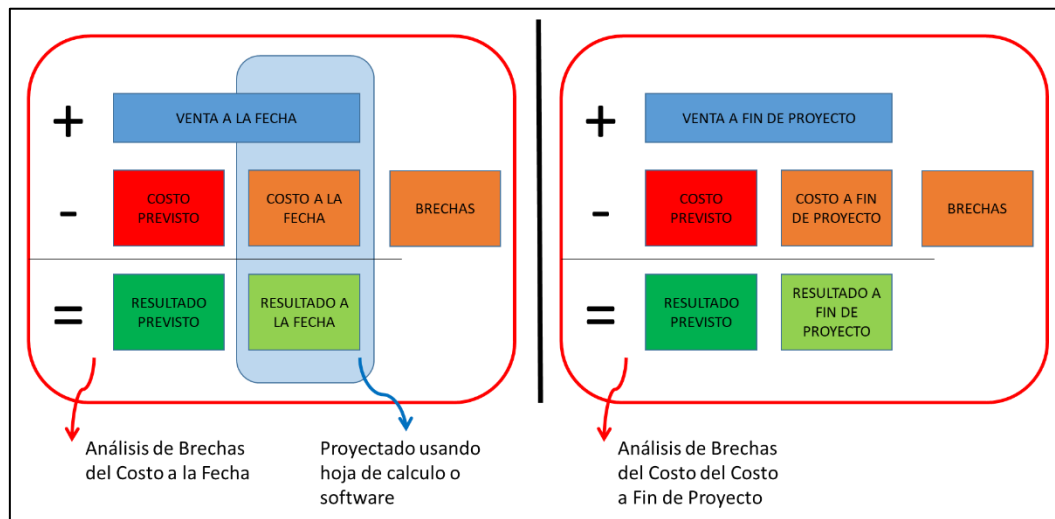 +
VENTA A LA FECHA
-
COSTO
PREVISTO
COSTO A LA
FECHA
BRECHAS
=
RESULTADO
PREVISTO
RESULTADO A
LA FECHA
Análisis de Brechas
del Costo a la Fecha
Proyectado usando
hoja de calculo o
software
+
VENTA A FIN DE PROYECTO
-
COSTO
PREVISTO
COSTO A FIN
DE PROYECTO
BRECHAS
=
RESULTADO
PREVISTO
RESULTADO A
FIN DE
PROYECTO
Análisis de Brechas
del Costo del Costo
a Fin de Proyecto